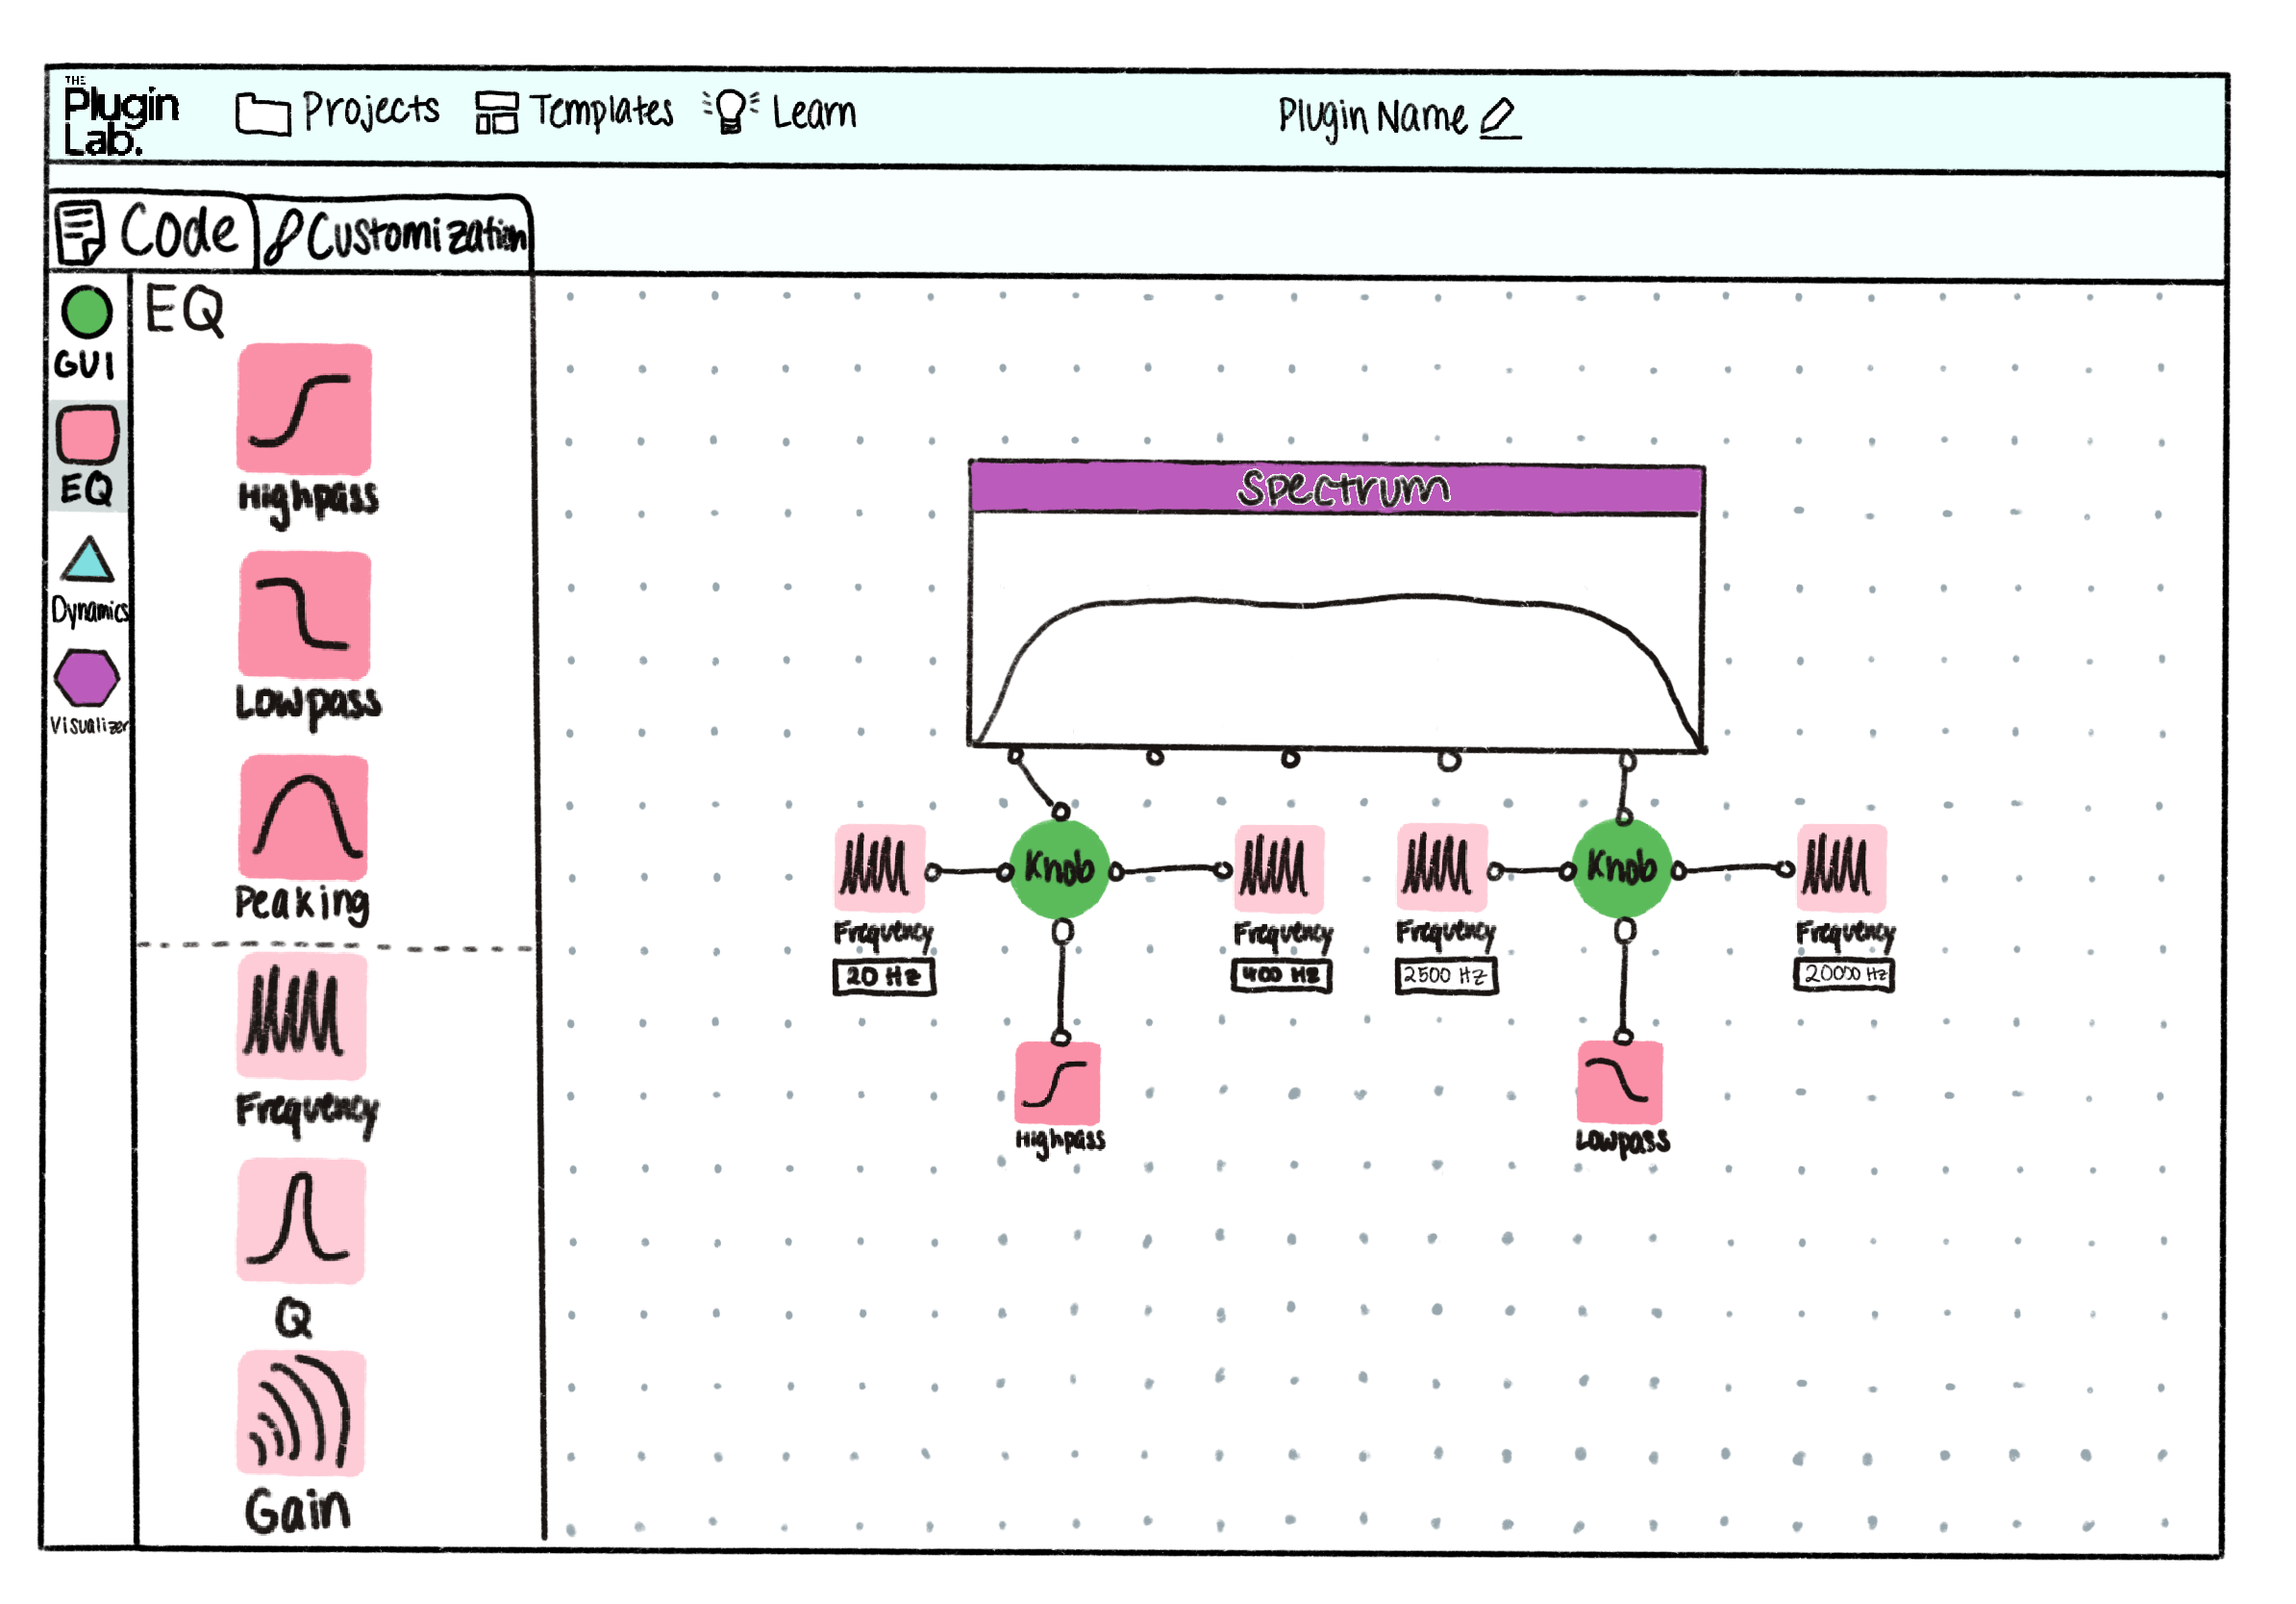 THE
Plugin
Lab.
Projects
Templates
Learn
Plugin Name
Code
Customization
GUI
EQ
Dynamics
Visualizer
EQ
Highpass
Lowpass
Peaking
Frequency
Q
Gain
Spectrum
Knob
Knob
Frequency
Frequency
Frequency
Frequency
20 Hz
400 Hz
2500 Hz
20000 Hz
Highpass
Lowpass